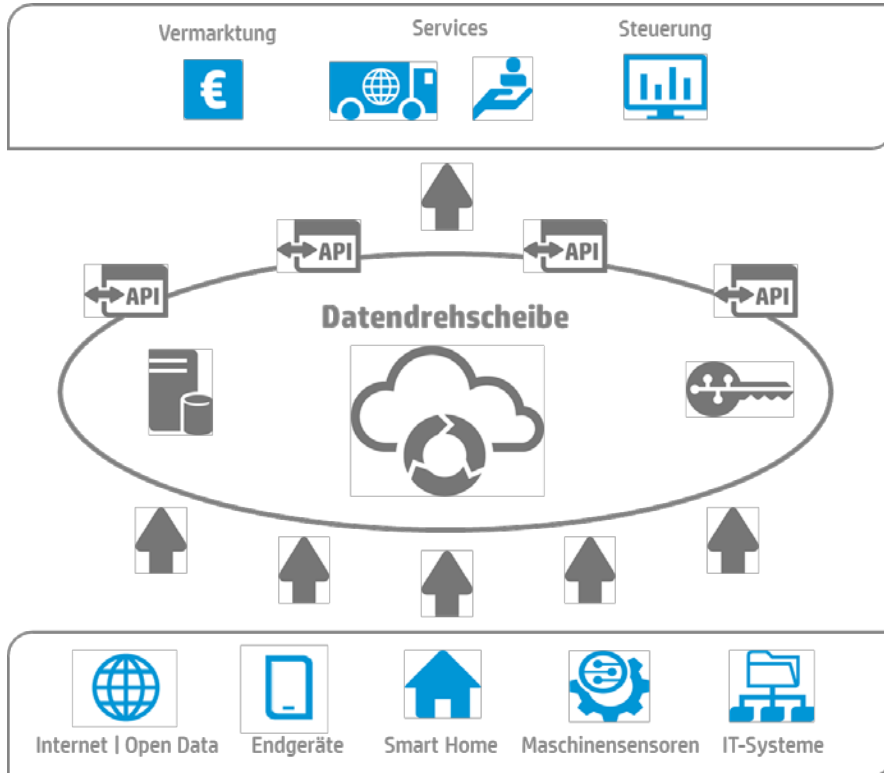 Vermarktung
Services
Steuerung
€
API
API
API
API
Datendrehscheibe
Internet | Open Data
Endgeräte
Smart Home
Maschinensensoren
IT-Systeme